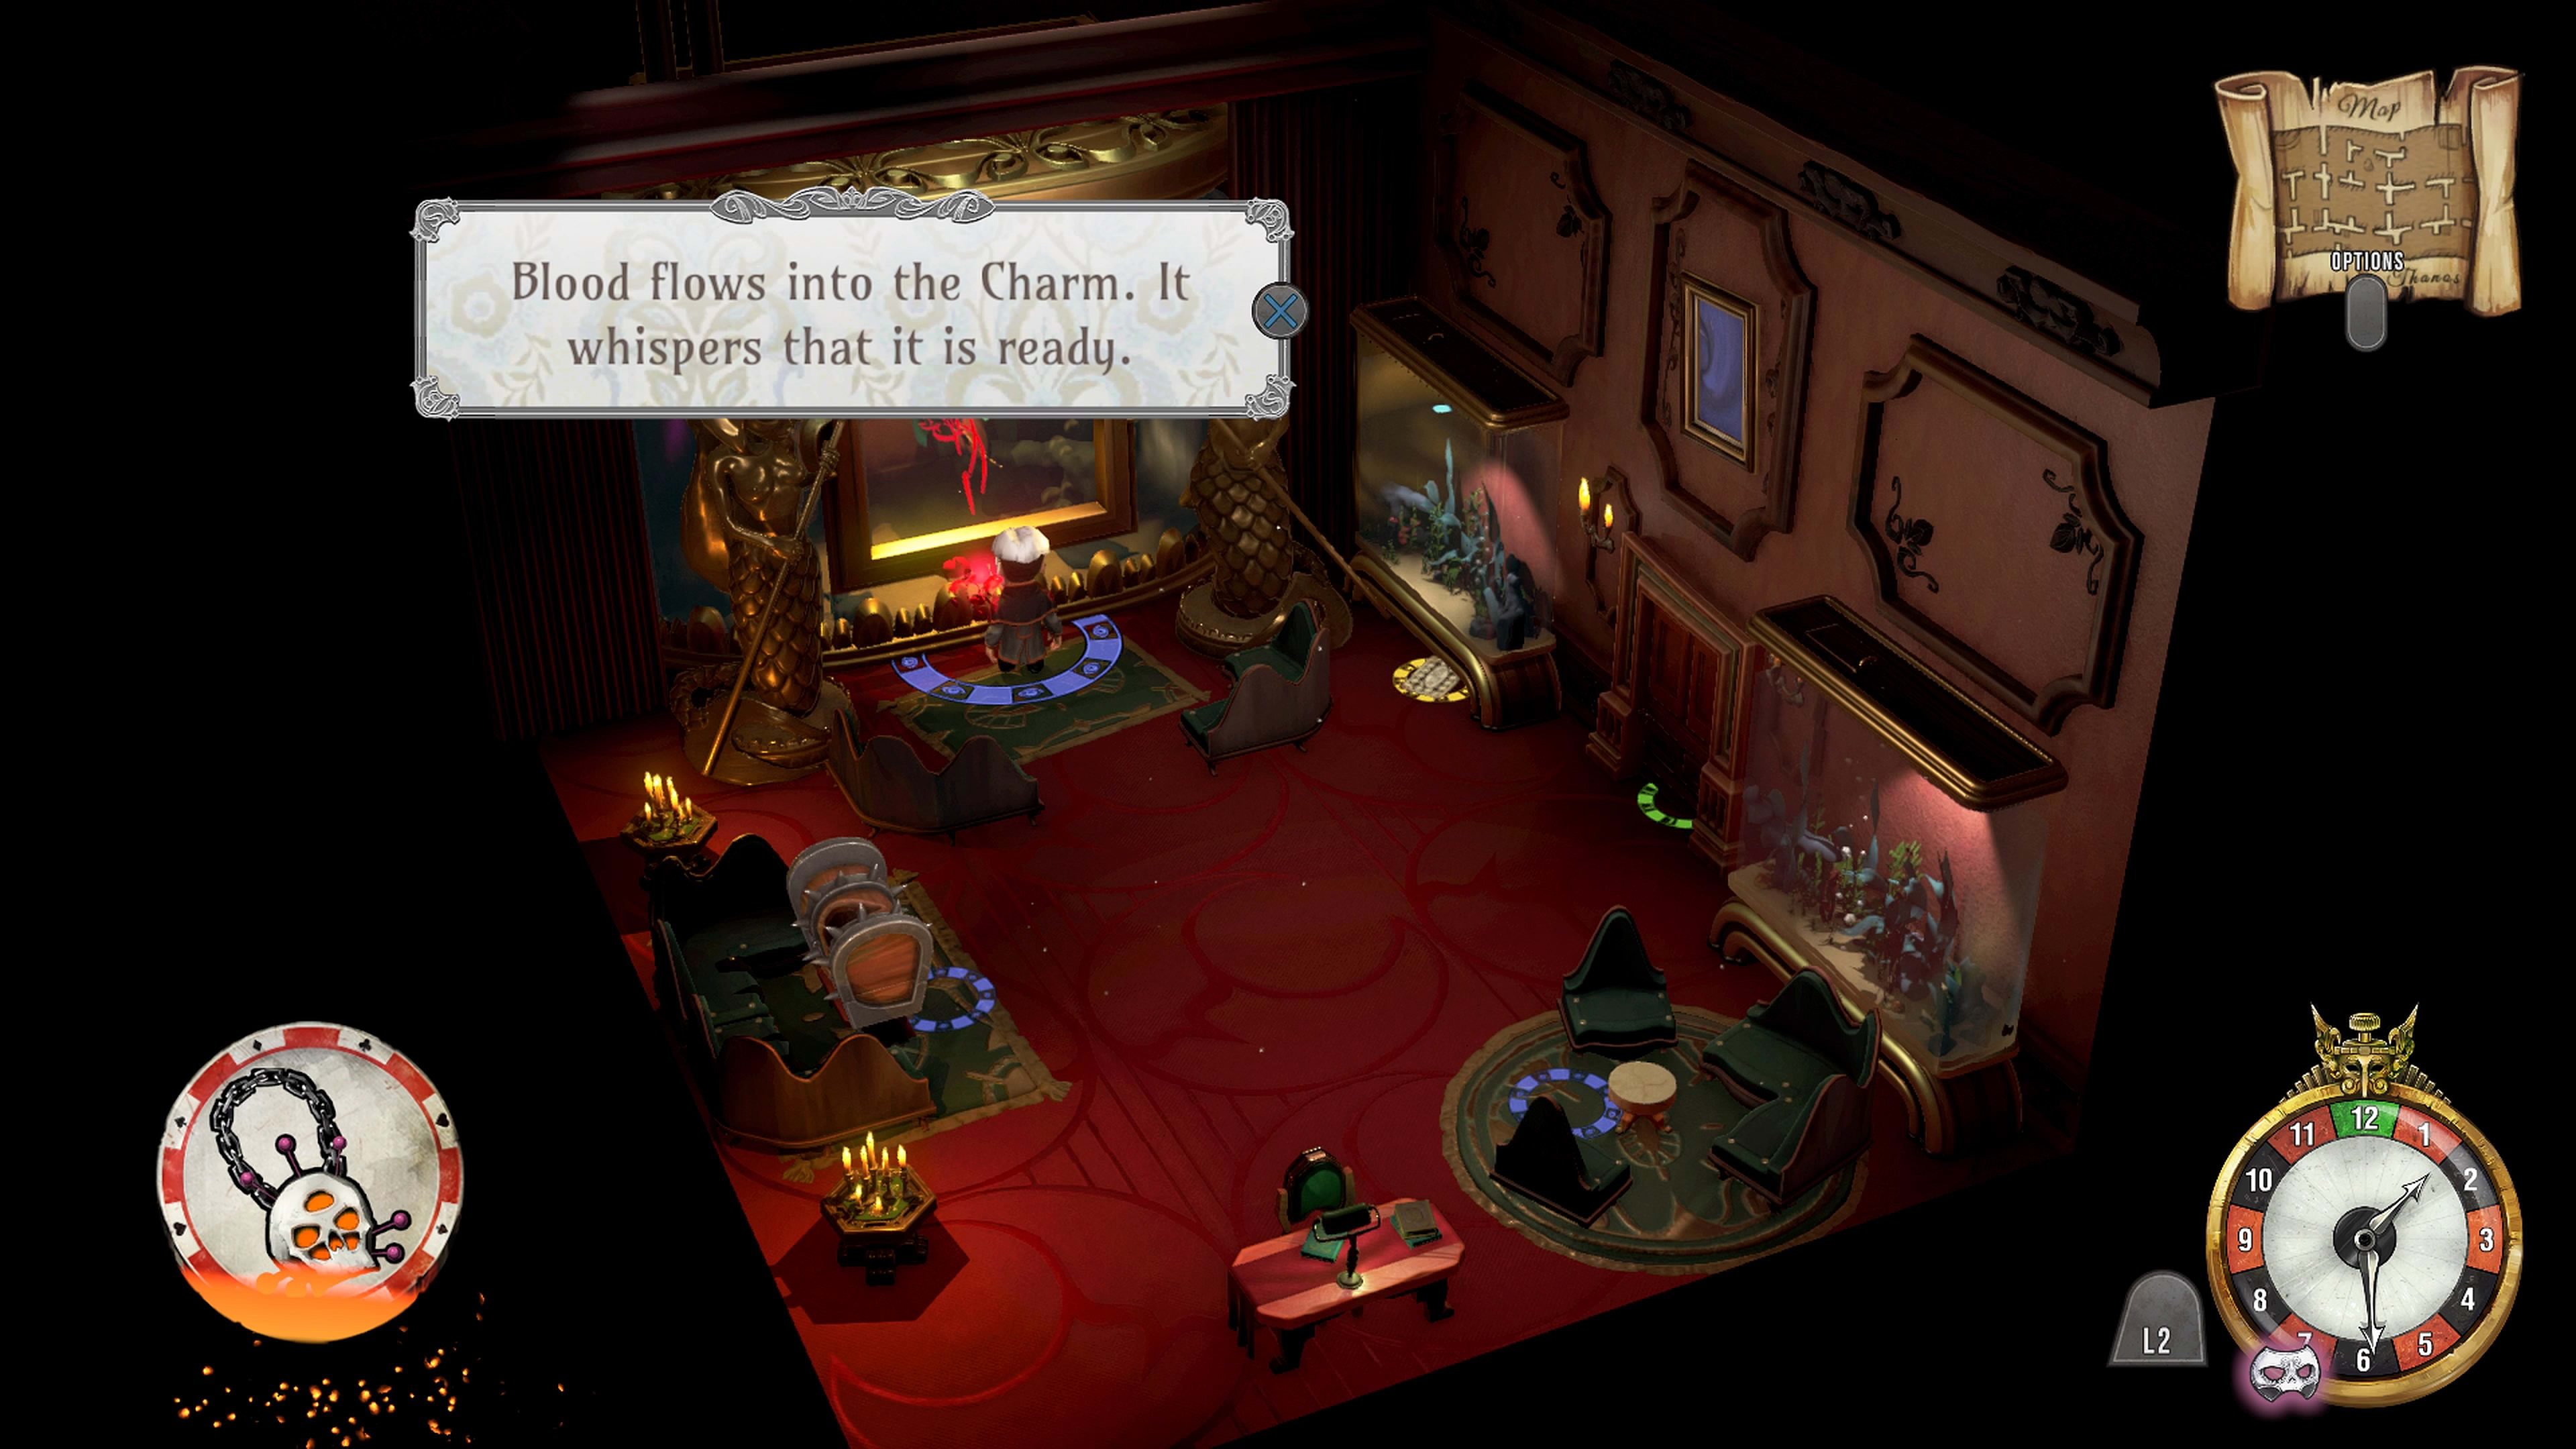 Map
OPTIONS
Thanos
Blood flows into the Charm. It
whispers that it is ready.
12
11
1
10
2
9
3
8
4
7
5
6
L2